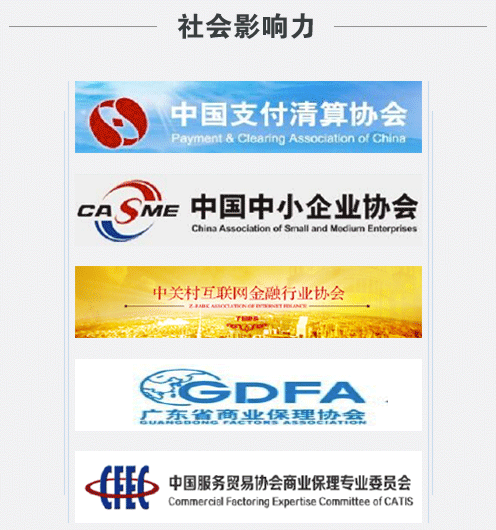 社会影响力
中国支付清算协会
Payment & Clearing Association of China
CASME 中国中小企业协会
China Association of Small and Medium Enterprises
中关村互联网金融行业协会
Z-PARK ASSOCIATION OF INTERNET FINANCE
GDFA
广东省商业保理协会
GUANGDONG FACTORS ASSOCIATION
CFEC 中国服务贸易协会商业保理专业委员会
Commercial Factoring Expertise Committee of CATIS